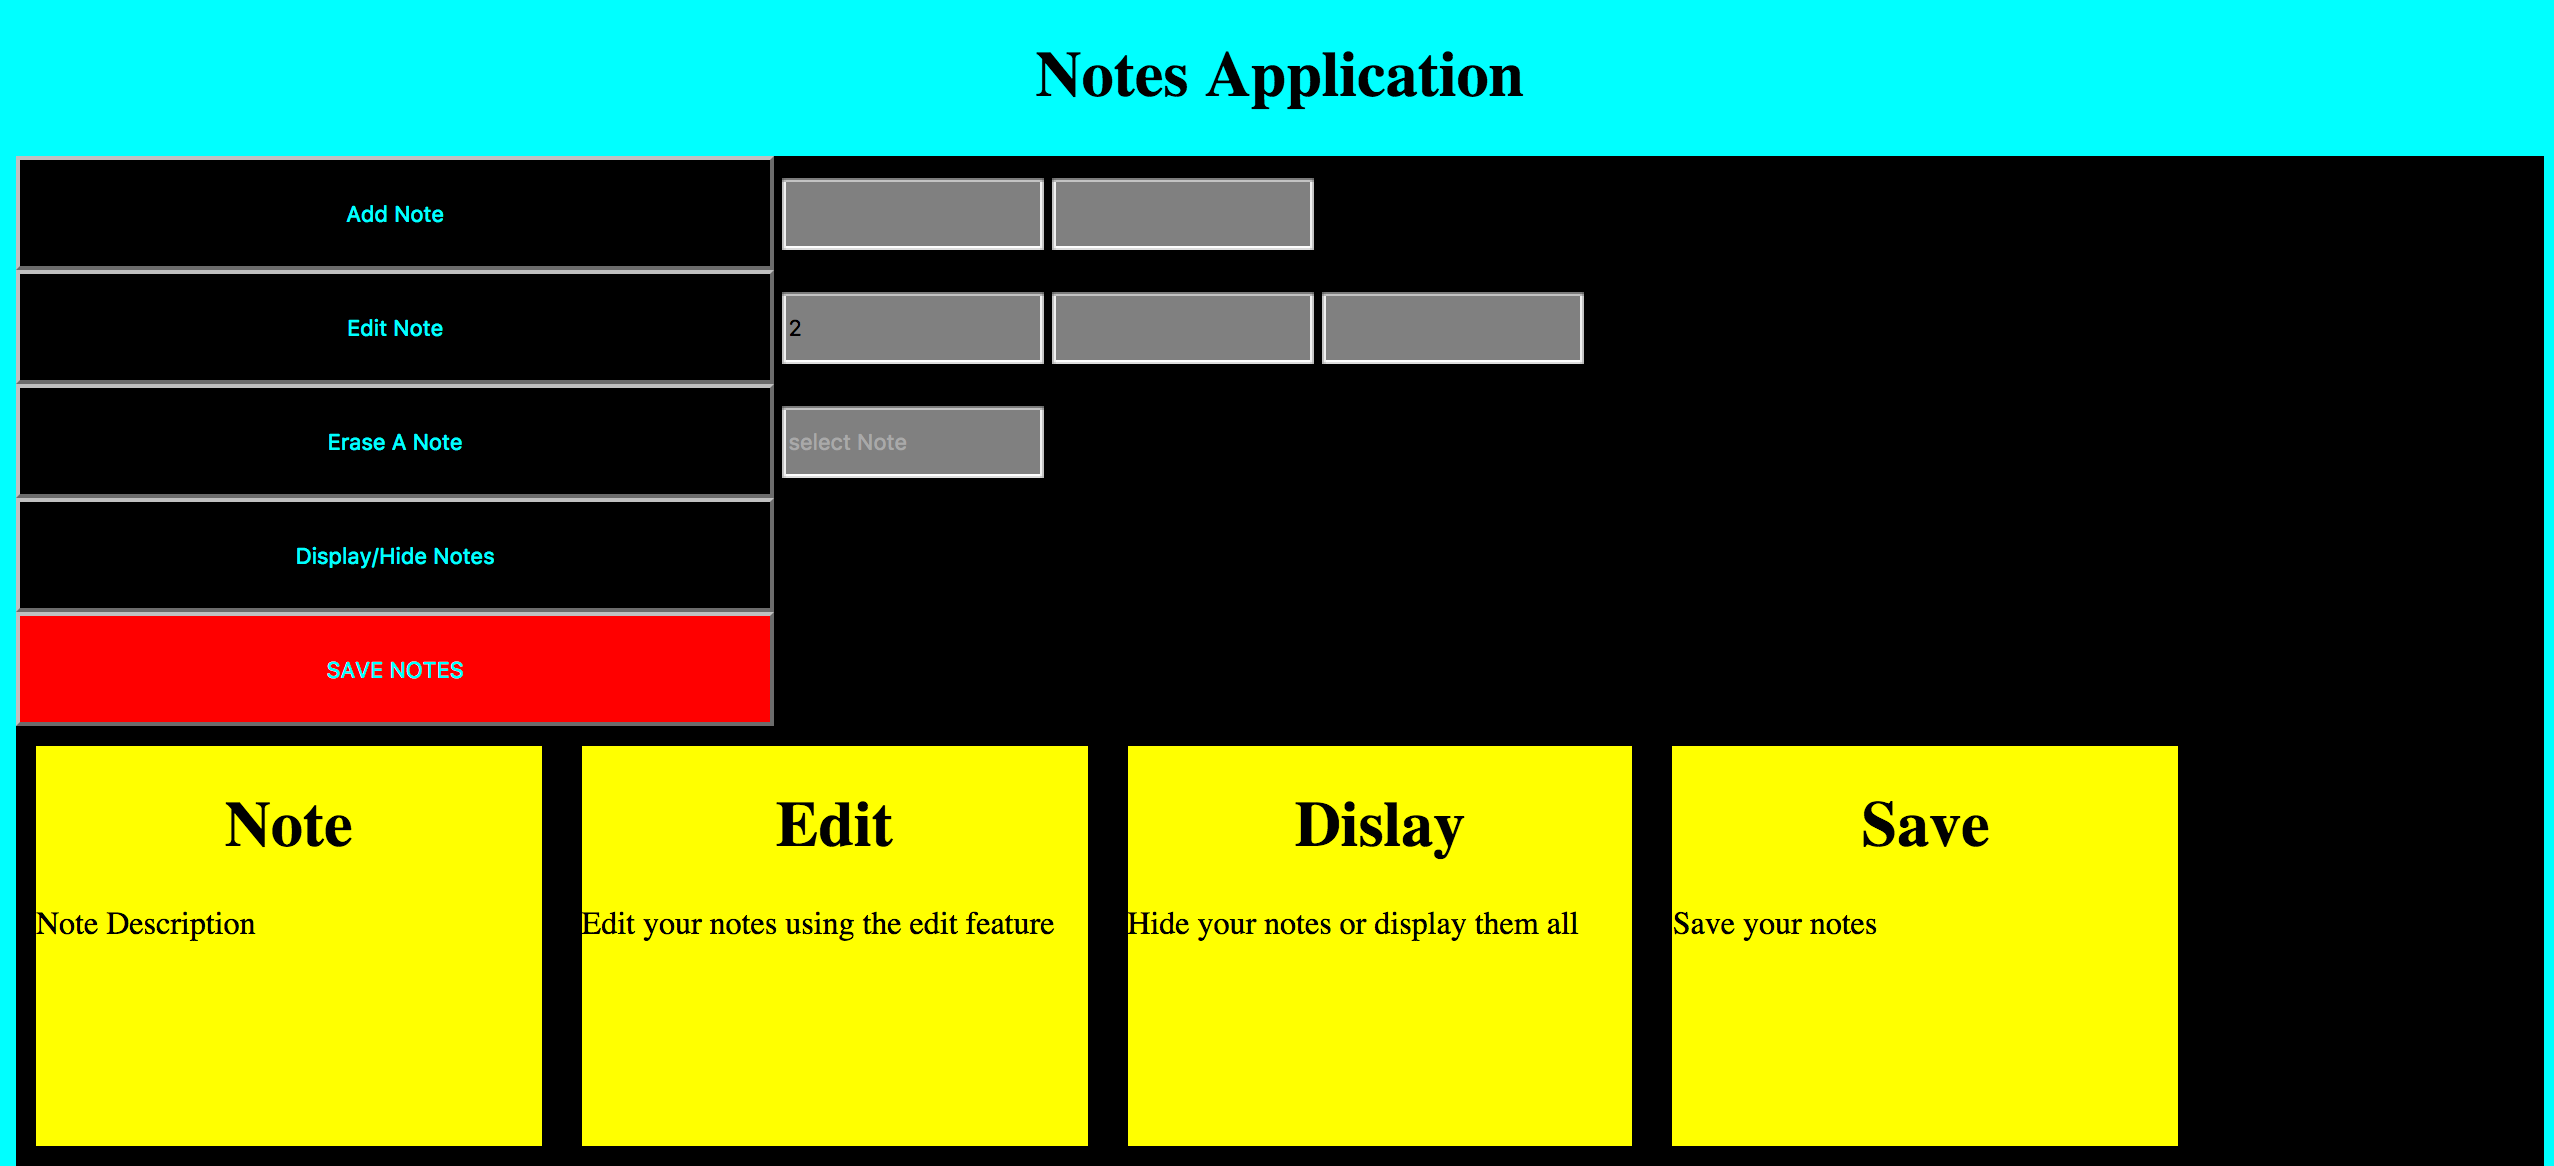 Notes Application
Add Note
Edit Note
2
Erase A Note
select Note
Display/Hide Notes
SAVE NOTES
Note
Note Description
Edit
Edit your notes using the edit feature
Dislay
Hide your notes or display them all
Save
Save your notes